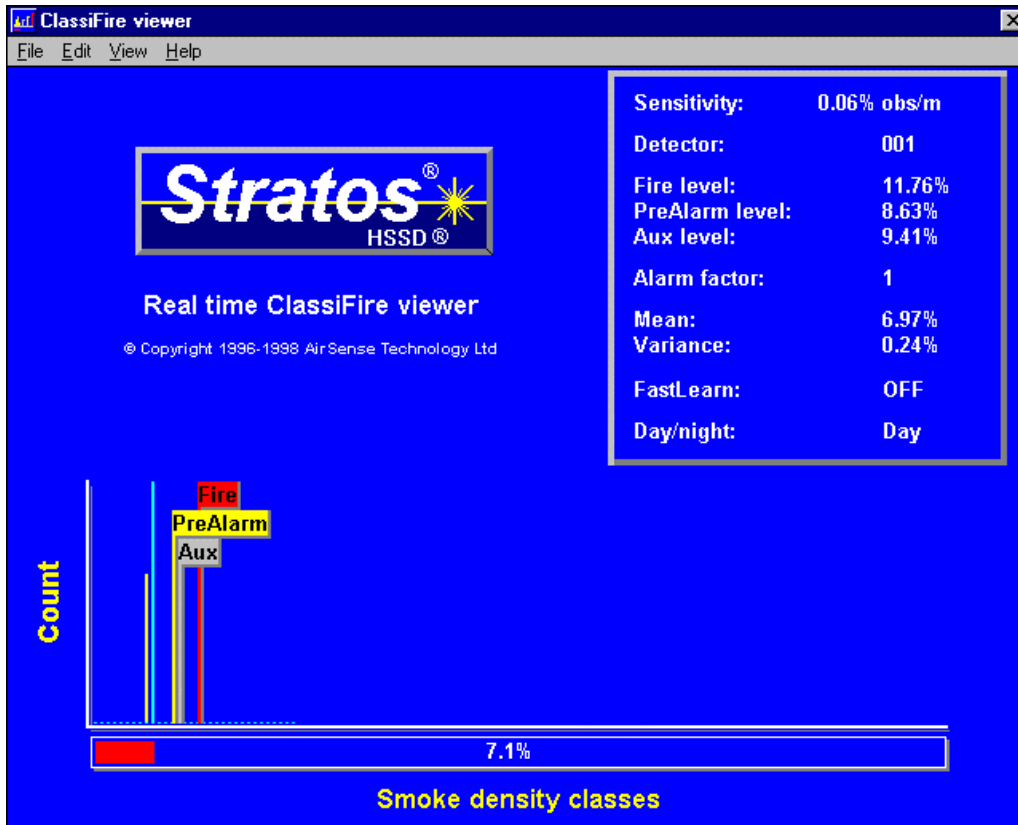 ClassiFire viewer
File Edit View Help
Stratos®
HSSD ®
Real time ClassiFire viewer
© Copyright 1996-1998 AirSense Technology Ltd
Sensitivity: 0.06% obs/m
Detector: 001
Fire level: 11.76%
PreAlarm level: 8.63%
Aux level: 9.41%
Alarm factor: 1
Mean: 6.97%
Variance: 0.24%
FastLearn: OFF
Day/night: Day
Fire
PreAlarm
Aux
Count
7.1%
Smoke density classes